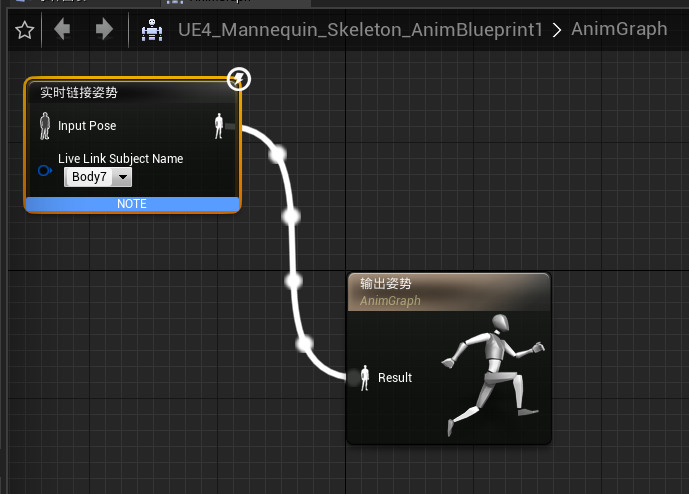 UE4_Mannequin_Skeleton_AnimBlueprint1 > AnimGraph
实时链接姿势
Input Pose
Live Link Subject Name
Body7
NOTE
输出姿势
AnimGraph
Result